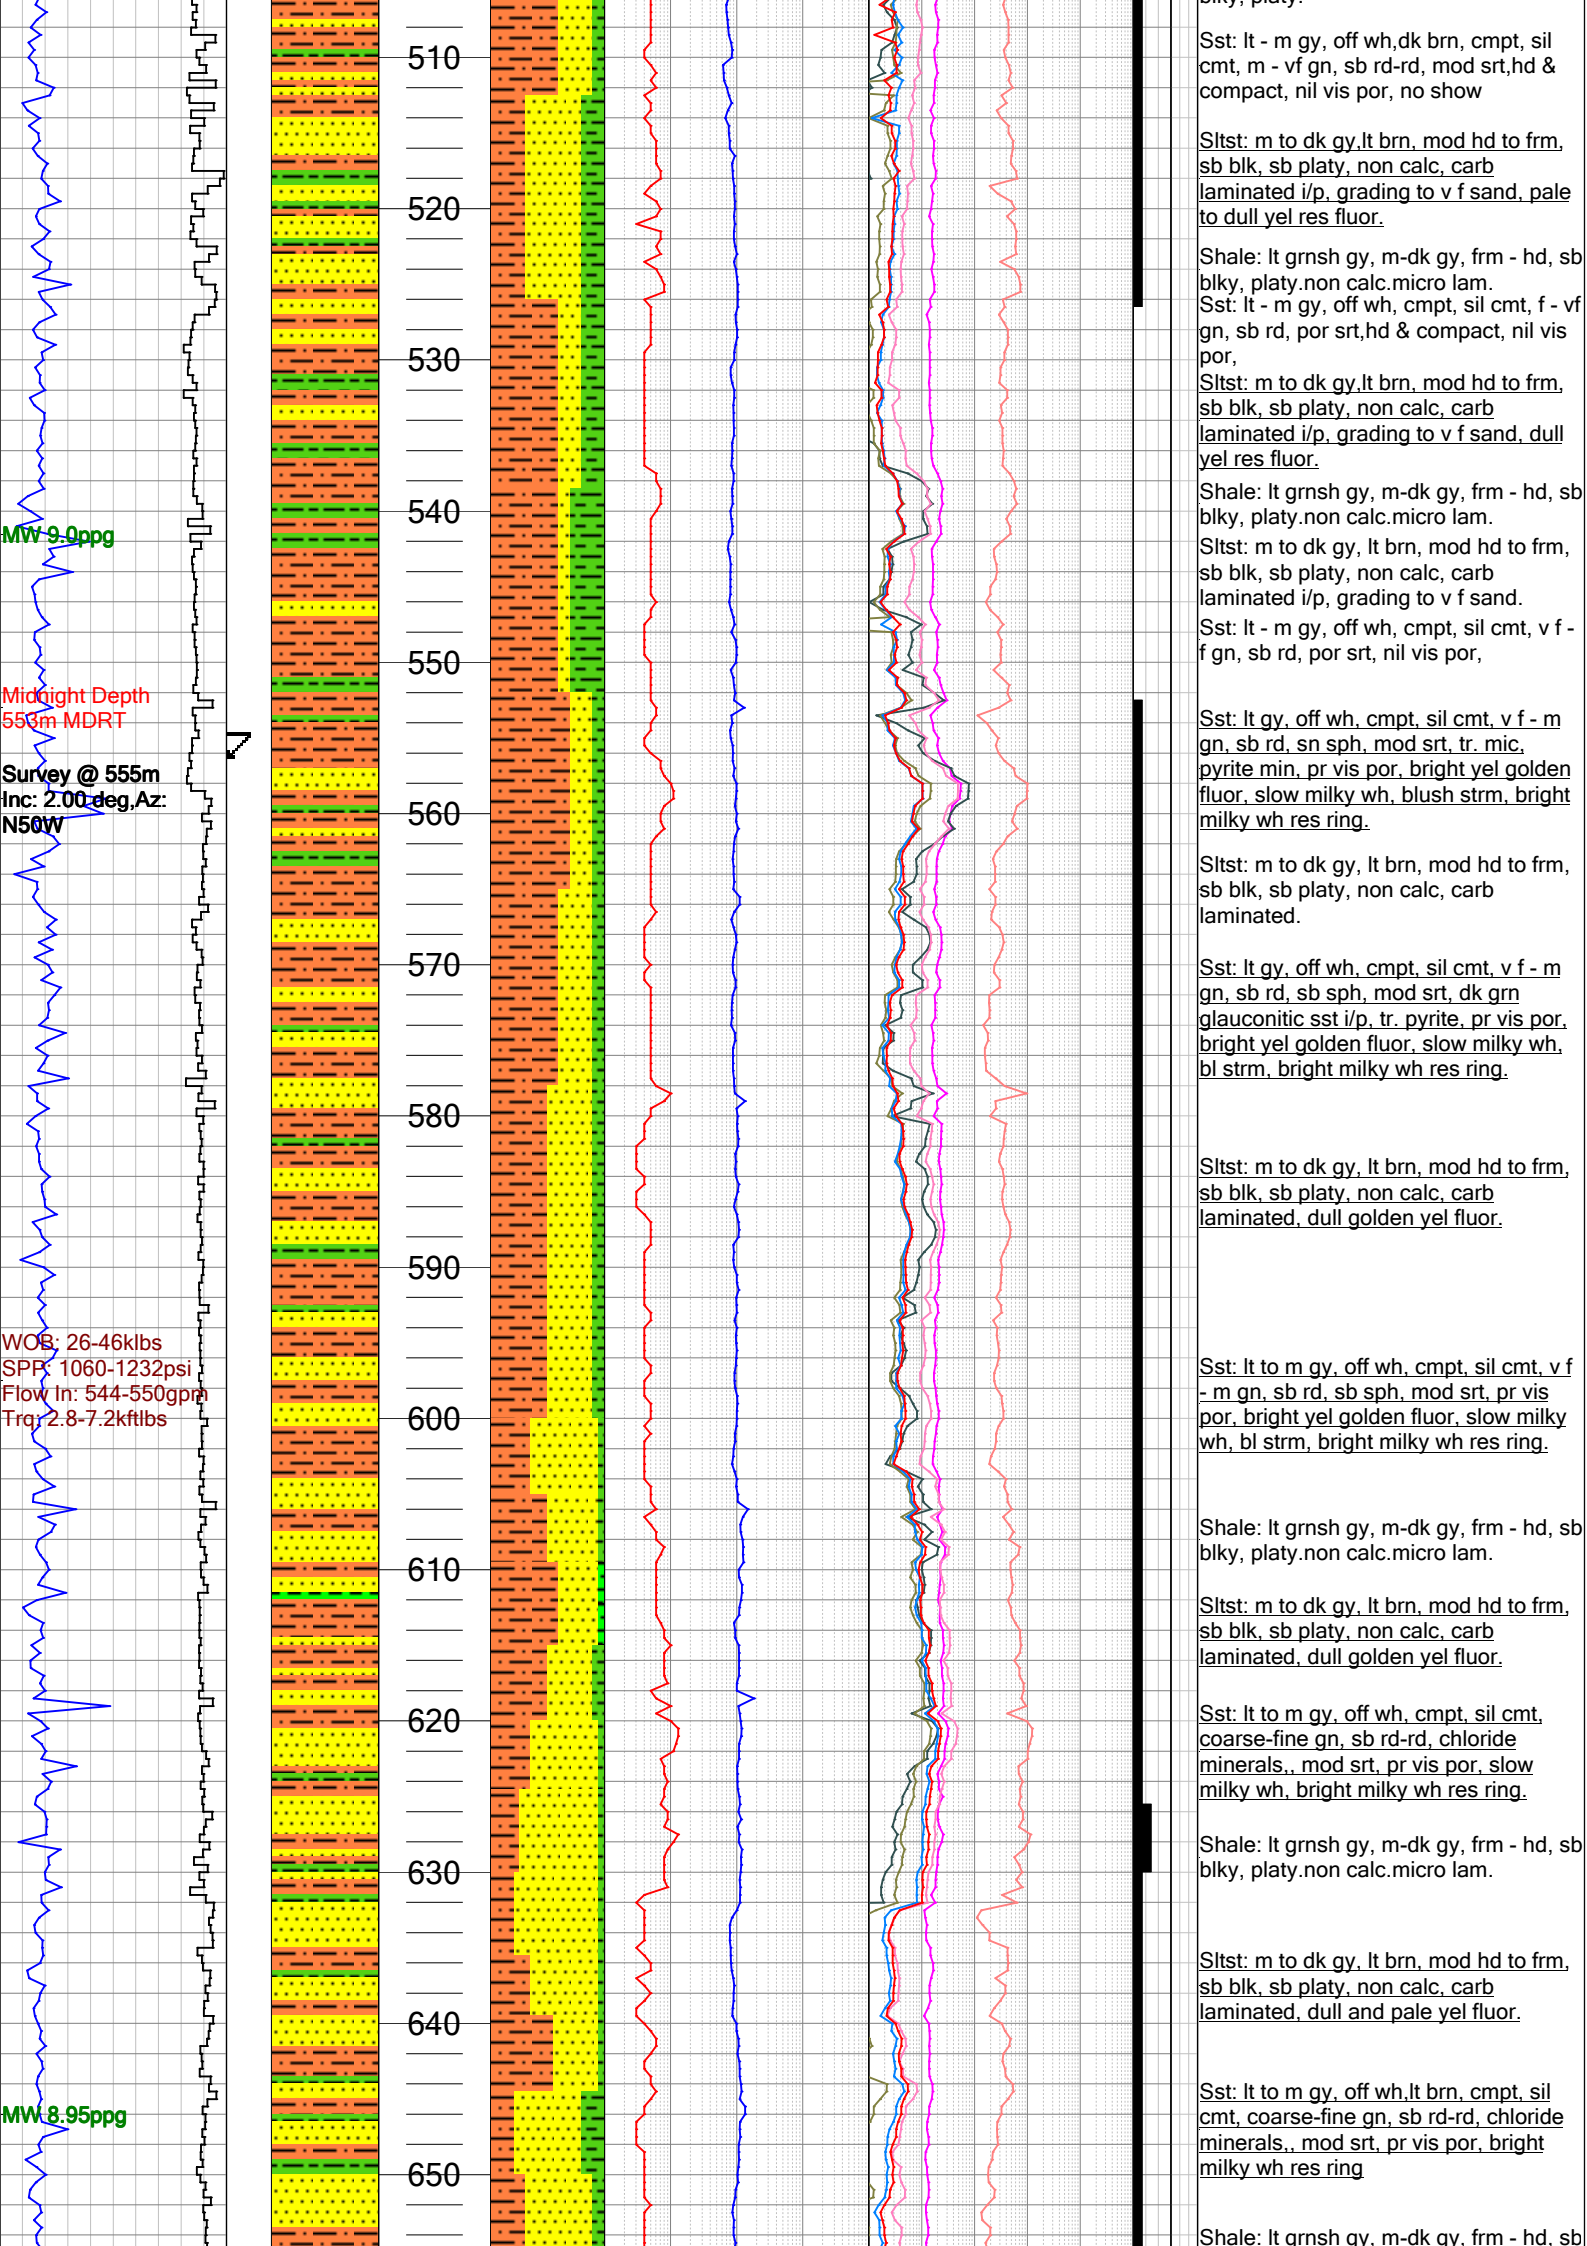 MW 9.0ppg
Midnight Depth
553m MDRT
Survey @ 555m
Inc: 2.00 deg,Az:
N50W
WOB: 26-46klbs
SPR: 1060-1232psi
Flow In: 544-550gpm
Trq: 2.8-7.2kftlbs
MW 8.95ppg
510
520
530
540
550
560
570
580
590
600
610
620
630
640
650
blky, platy.
Sst: lt - m gy, off wh,dk brn, cmpt, sil
cmt, m - vf gn, sb rd-rd, mod srt,hd &
compact, nil vis por, no show
Sltst: m to dk gy,lt brn, mod hd to frm,
sb blk, sb platy, non calc, carb
laminated i/p, grading to v f sand, pale
to dull yel res fluor.
Shale: lt grnsh gy, m-dk gy, frm - hd, sb
blky, platy.non calc.micro lam.
Sst: lt - m gy, off wh, cmpt, sil cmt, f - vf
gn, sb rd, por srt,hd & compact, nil vis
por,
Sltst: m to dk gy,lt brn, mod hd to frm,
sb blk, sb platy, non calc, carb
laminated i/p, grading to v f sand, dull
yel res fluor.
Shale: lt grnsh gy, m-dk gy, frm - hd, sb
blky, platy.non calc.micro lam.
Sltst: m to dk gy, lt brn, mod hd to frm,
sb blk, sb platy, non calc, carb
laminated i/p, grading to v f sand.
Sst: lt - m gy, off wh, cmpt, sil cmt, v f -
f gn, sb rd, por srt, nil vis por,
Sst: lt gy, off wh, cmpt, sil cmt, v f - m
gn, sb rd, sn sph, mod srt, tr. mic,
pyrite min, pr vis por, bright yel golden
fluor, slow milky wh, blush strm, bright
milky wh res ring.
Sltst: m to dk gy, lt brn, mod hd to frm,
sb blk, sb platy, non calc, carb
laminated.
Sst: lt gy, off wh, cmpt, sil cmt, v f - m
gn, sb rd, sb sph, mod srt, dk grn
glauconitic sst i/p, tr. pyrite, pr vis por,
bright yel golden fluor, slow milky wh,
bl strm, bright milky wh res ring.
Sltst: m to dk gy, lt brn, mod hd to frm,
sb blk, sb platy, non calc, carb
laminated, dull golden yel fluor.
Sst: lt to m gy, off wh, cmpt, sil cmt, v f
- m gn, sb rd, sb sph, mod srt, pr vis
por, bright yel golden fluor, slow milky
wh, bl strm, bright milky wh res ring.
Shale: lt grnsh gy, m-dk gy, frm - hd, sb
blky, platy.non calc.micro lam.
Sltst: m to dk gy, lt brn, mod hd to frm,
sb blk, sb platy, non calc, carb
laminated, dull golden yel fluor.
Sst: lt to m gy, off wh, cmpt, sil cmt,
coarse-fine gn, sb rd-rd, chloride
minerals,, mod srt, pr vis por, slow
milky wh, bright milky wh res ring.
Shale: lt grnsh gy, m-dk gy, frm - hd, sb
blky, platy.non calc.micro lam.
Sltst: m to dk gy, lt brn, mod hd to frm,
sb blk, sb platy, non calc, carb
laminated, dull and pale yel fluor.
Sst: lt to m gy, off wh,lt brn, cmpt, sil
cmt, coarse-fine gn, sb rd-rd, chloride
minerals,, mod srt, pr vis por, bright
milky wh res ring
Shale: lt grnsh gy, m-dk gy, frm - hd, sb